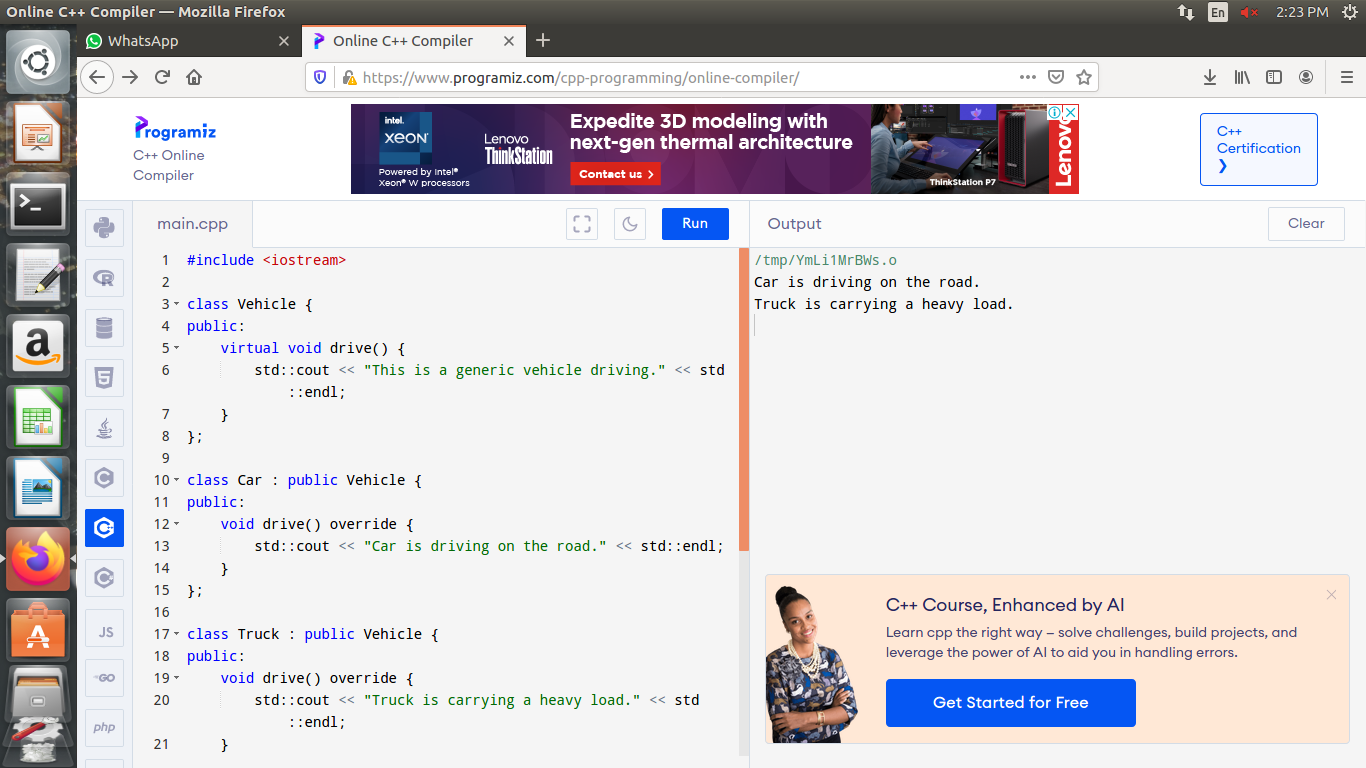 Online C++ Compiler — Mozilla Firefox
En
2:23 PM
WhatsApp
Online C++ Compiler
https://www.programiz.com/cpp-programming/online-compiler/
Programiz
C++ Online
Compiler
intel.
XEON
Powered by Intel®
Xeon® W processors
Lenovo
ThinkStation
Expedite 3D modeling with
next-gen thermal architecture
Contact us
ThinkStation P7
Lenovo
C++
Certification
main.cpp
Run
Output
Clear
1 #include <iostream>
2
3 class Vehicle {
4 public:
5     virtual void drive() {
6         std::cout << "This is a generic vehicle driving." << std
            ::endl;
7     }
8 };
9
10 class Car : public Vehicle {
11 public:
12     void drive() override {
13         std::cout << "Car is driving on the road." << std::endl;
14     }
15 };
16
17 class Truck : public Vehicle {
18 public:
19     void drive() override {
20         std::cout << "Truck is carrying a heavy load." << std
            ::endl;
21     }
/tmp/YmLi1MrBWs.o
Car is driving on the road.
Truck is carrying a heavy load.
C++ Course, Enhanced by AI
Learn cpp the right way – solve challenges, build projects, and
leverage the power of AI to aid you in handling errors.
Get Started for Free
JS
GO
php